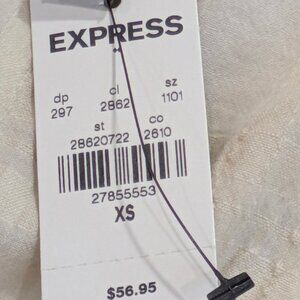 EXPRESS
dp cl sz
297 2862 1101
st co
28620722 2610
27855553
XS
$56.95